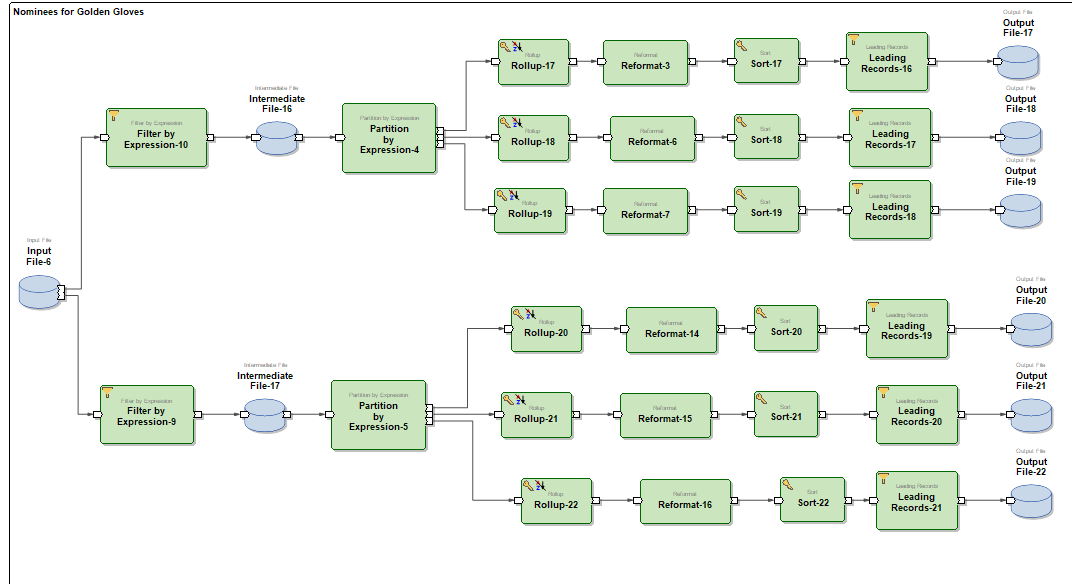 Nominees for Golden Gloves
Output File
Output
File-17
Rollup
Rollup-17
Reformat
Reformat-3
Sort
Sort-17
Leading Records
Leading
Records-16
Intermediate File
Intermediate
File-16
Filter by Expression
Filter by
Expression-10
Partition by Expression
Partition
by
Expression-4
Output File
Output
File-18
Rollup
Rollup-18
Reformat
Reformat-6
Sort
Sort-18
Leading Records
Leading
Records-17
Output File
Output
File-19
Rollup
Rollup-19
Reformat
Reformat-7
Sort
Sort-19
Leading Records
Leading
Records-18
Input File
Input
File-6
Output File
Output
File-20
Rollup
Rollup-20
Reformat
Reformat-14
Sort
Sort-20
Leading Records
Leading
Records-19
Intermediate File
Intermediate
File-17
Filter by Expression
Filter by
Expression-9
Partition by Expression
Partition
by
Expression-5
Output File
Output
File-21
Rollup
Rollup-21
Reformat
Reformat-15
Sort
Sort-21
Leading Records
Leading
Records-20
Output File
Output
File-22
Rollup
Rollup-22
Reformat
Reformat-16
Sort
Sort-22
Leading Records
Leading
Records-21